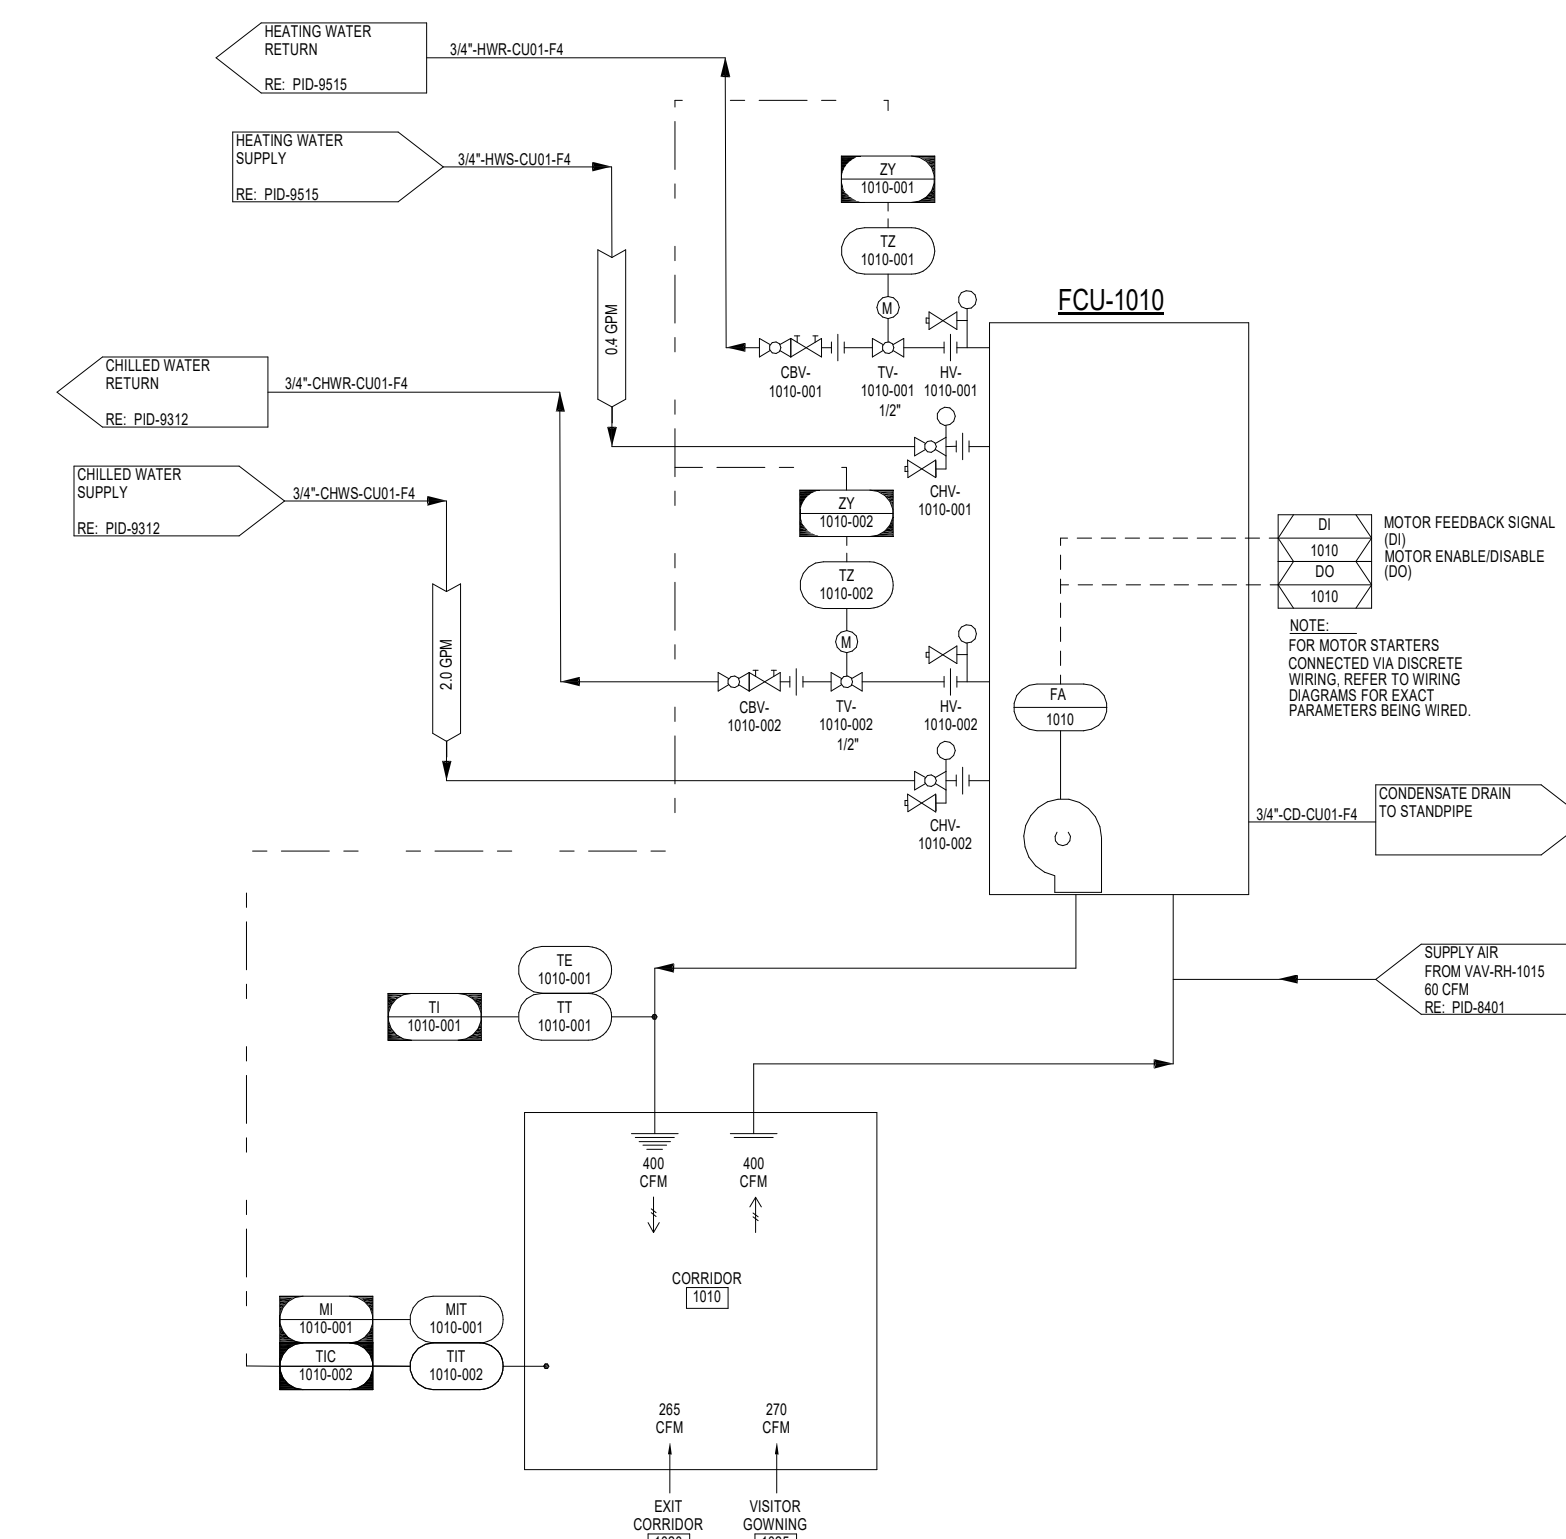 HEATING WATER
RETURN
RE: PID-9515
3/4"-HWR-CU01-F4
HEATING WATER
SUPPLY
RE: PID-9515
3/4"-HWS-CU01-F4
ZY
1010-001
TZ
1010-001
M
0.4 GPM
FCU-1010
CBV-
1010-001
TV-
1010-001
1/2"
HV-
1010-001
CHILLED WATER
RETURN
RE: PID-9312
3/4"-CHWR-CU01-F4
CHV-
1010-001
CHILLED WATER
SUPPLY
RE: PID-9312
3/4"-CHWS-CU01-F4
ZY
1010-002
TZ
1010-002
M
2.0 GPM
CBV-
1010-002
TV-
1010-002
1/2"
HV-
1010-002
CHV-
1010-002
DI
1010
DO
1010
MOTOR FEEDBACK SIGNAL
(DI)
MOTOR ENABLE/DISABLE
(DO)
NOTE:
FOR MOTOR STARTERS
CONNECTED VIA DISCRETE
WIRING, REFER TO WIRING
DIAGRAMS FOR EXACT
PARAMETERS BEING WIRED.
FA
1010
3/4"-CD-CU01-F4
CONDENSATE DRAIN
TO STANDPIPE
SUPPLY AIR
FROM VAV-RH-1015
60 CFM
RE: PID-8401
TE
1010-001
TI
1010-001
TT
1010-001
400
CFM
400
CFM
CORRIDOR
1010
MI
1010-001
MIT
1010-001
TIC
1010-002
TIT
1010-002
265
CFM
270
CFM
EXIT
CORRIDOR
VISITOR
GOWNING